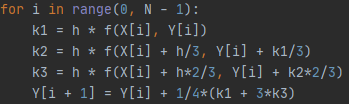 for i in range(0, N - 1):
k1 = h * f(X[i], Y[i])
k2 = h * f(X[i] + h/3, Y[i] + k1/3)
k3 = h * f(X[i] + h*2/3, Y[i] + k2*2/3)
Y[i + 1] = Y[i] + 1/4*(k1 + 3*k3)